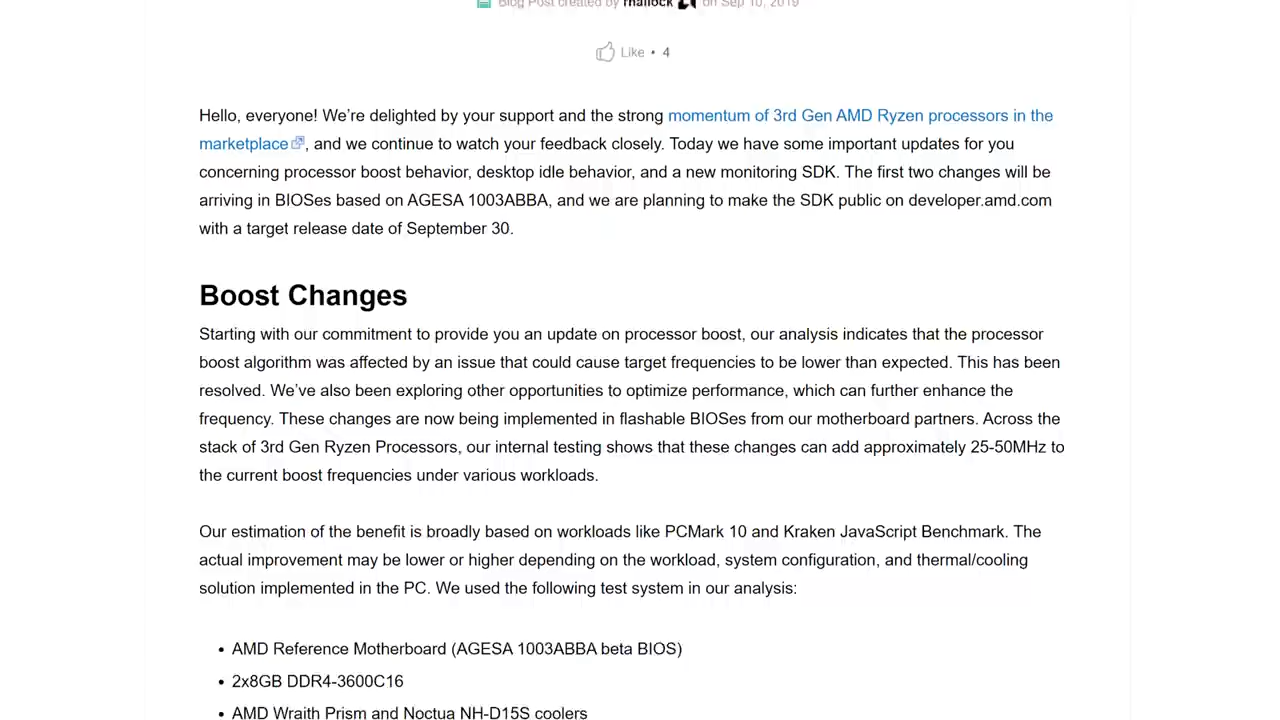 Blog Post created by rhallock on Sep 10, 2019
Like • 4
Hello, everyone! We’re delighted by your support and the strong momentum of 3rd Gen AMD Ryzen processors in the
marketplace, and we continue to watch your feedback closely. Today we have some important updates for you
concerning processor boost behavior, desktop idle behavior, and a new monitoring SDK. The first two changes will be
arriving in BIOSes based on AGESA 1003ABBA, and we are planning to make the SDK public on developer.amd.com
with a target release date of September 30.
Boost Changes
Starting with our commitment to provide you an update on processor boost, our analysis indicates that the processor
boost algorithm was affected by an issue that could cause target frequencies to be lower than expected. This has been
resolved. We’ve also been exploring other opportunities to optimize performance, which can further enhance the
frequency. These changes are now being implemented in flashable BIOSes from our motherboard partners. Across the
stack of 3rd Gen Ryzen Processors, our internal testing shows that these changes can add approximately 25-50MHz to
the current boost frequencies under various workloads.
Our estimation of the benefit is broadly based on workloads like PCMark 10 and Kraken JavaScript Benchmark. The
actual improvement may be lower or higher depending on the workload, system configuration, and thermal/cooling
solution implemented in the PC. We used the following test system in our analysis:
• AMD Reference Motherboard (AGESA 1003ABBA beta BIOS)
• 2x8GB DDR4-3600C16
• AMD Wraith Prism and Noctua NH-D15S coolers